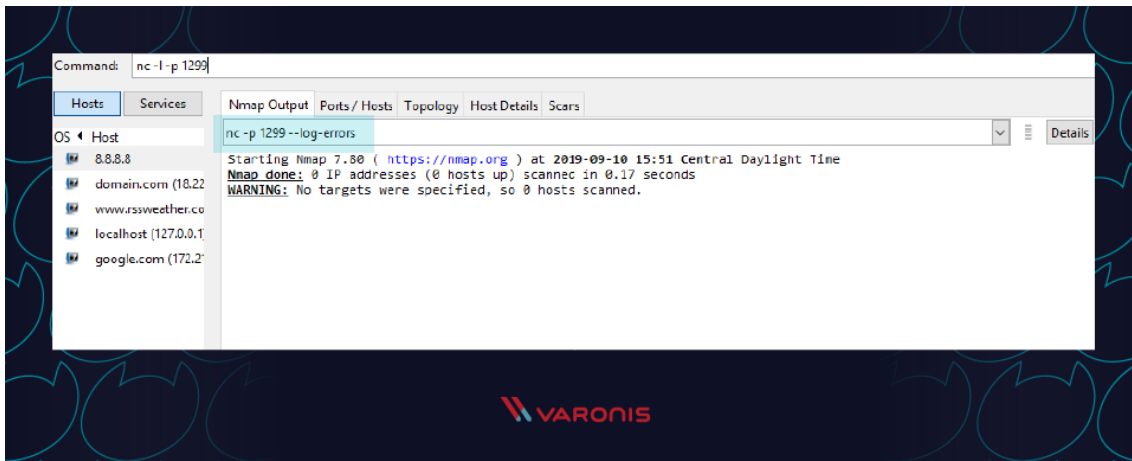 Command: nc -l -p 1299
Hosts Services Nmap Output Ports / Hosts Topology Host Details Scans
OS Host nc -p 1299 --log-errors Details
8.8.8.8
domain.com (18.22
www.rssweather.co
localhost (127.0.0.1)
google.com (172.21
Starting Nmap 7.80 ( https://nmap.org ) at 2019-09-10 15:51 Central Daylight Time
Nmap done: 0 IP addresses (0 hosts up) scanned in 0.17 seconds
WARNING: No targets were specified, so 0 hosts scanned.
VARONIS